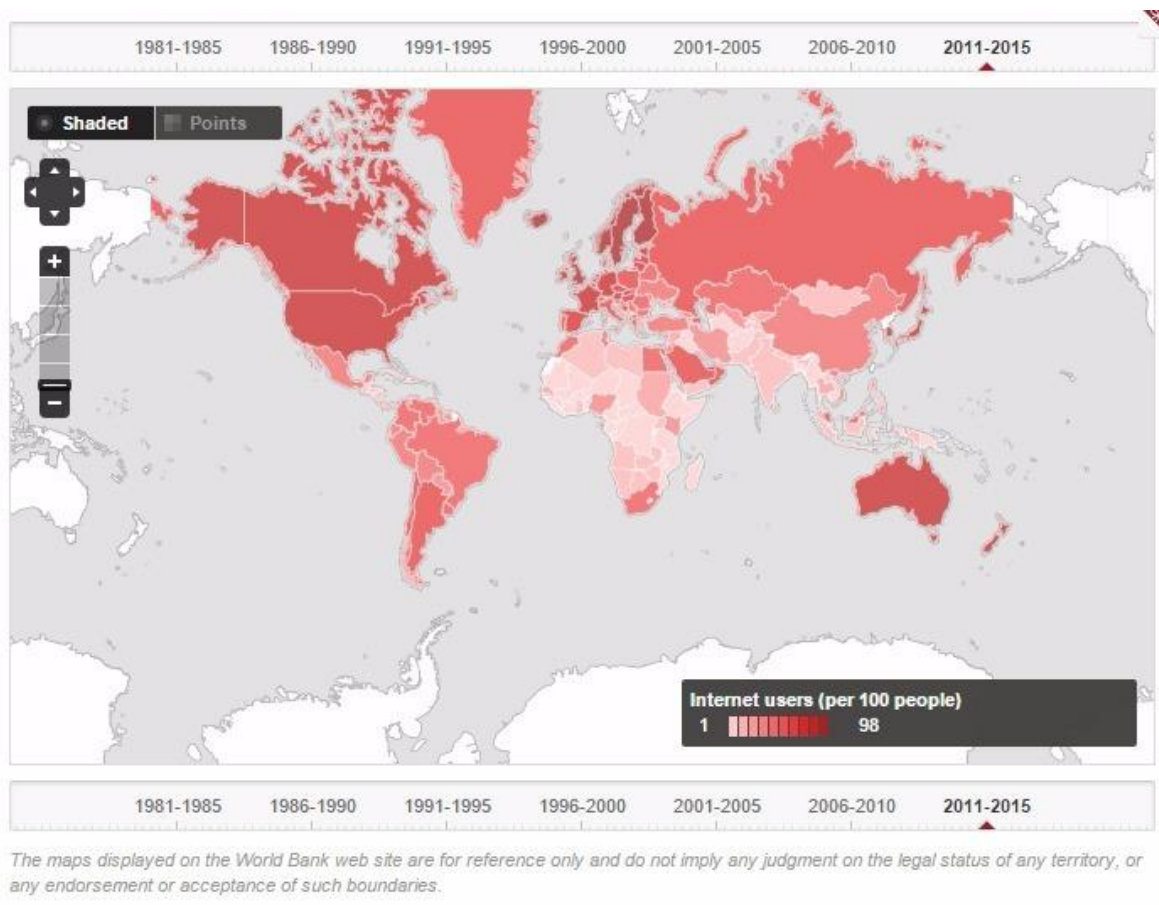 1981-1985 1986-1990 1991-1995 1996-2000 2001-2005 2006-2010 2011-2015
Shaded Points
+
−
Internet users (per 100 people)
1 98
1981-1985 1986-1990 1991-1995 1996-2000 2001-2005 2006-2010 2011-2015
The maps displayed on the World Bank web site are for reference only and do not imply any judgment on the legal status of any territory, or
any endorsement or acceptance of such boundaries.